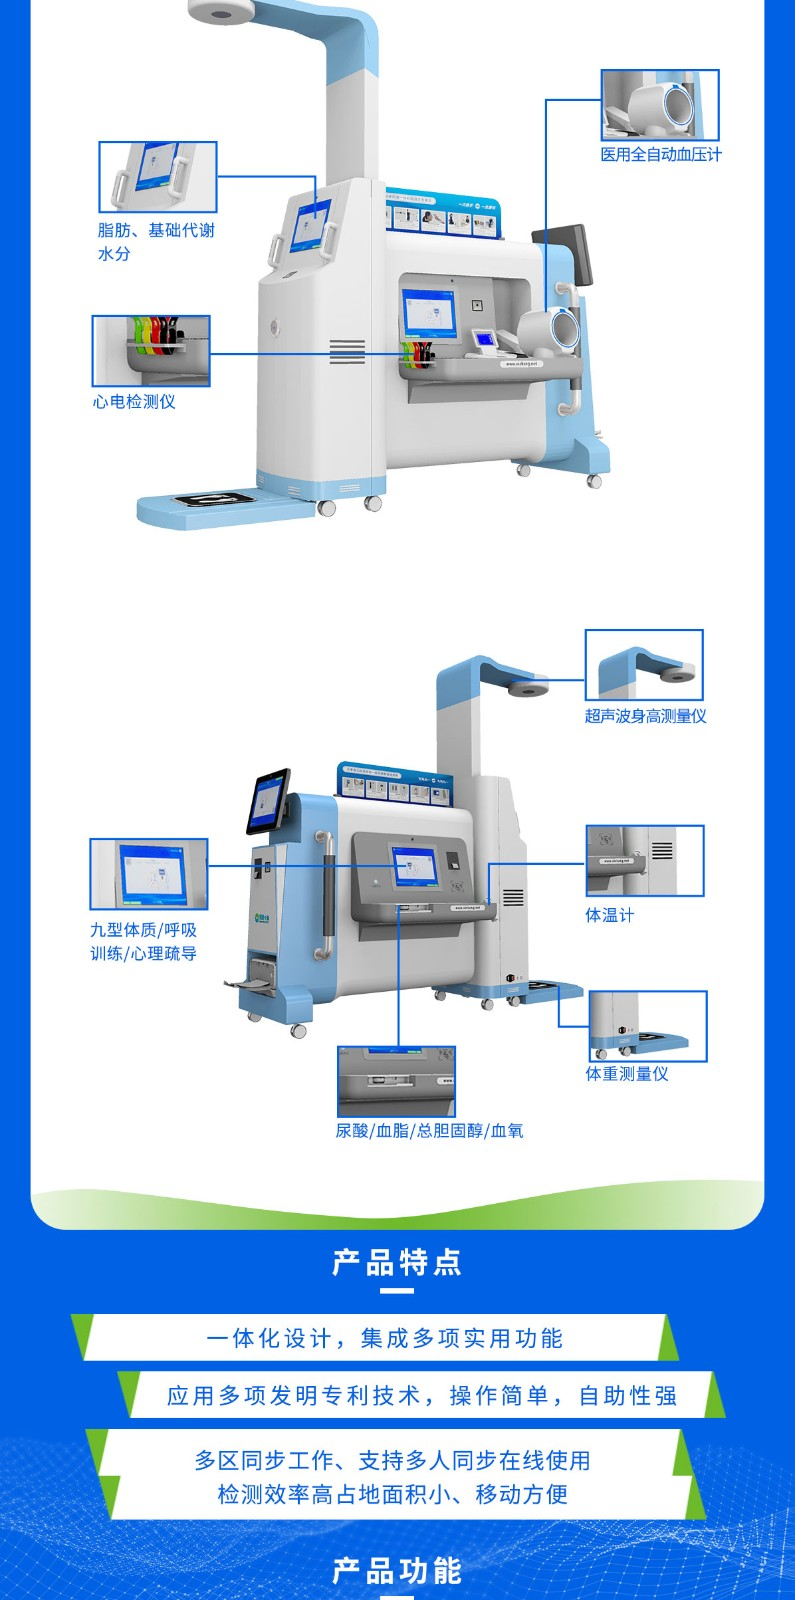 医用全自动血压计
脂肪、基础代谢
水分
心电检测仪
超声波身高测量仪
九型体质/呼吸
训练/心理疏导
体温计
体重测量仪
尿酸/血脂/总胆固醇/血氧
产品特点
一体化设计，集成多项实用功能
应用多项发明专利技术，操作简单，自助性强
多区同步工作、支持多人同步在线使用
检测效率高占地面积小、移动方便
产品功能